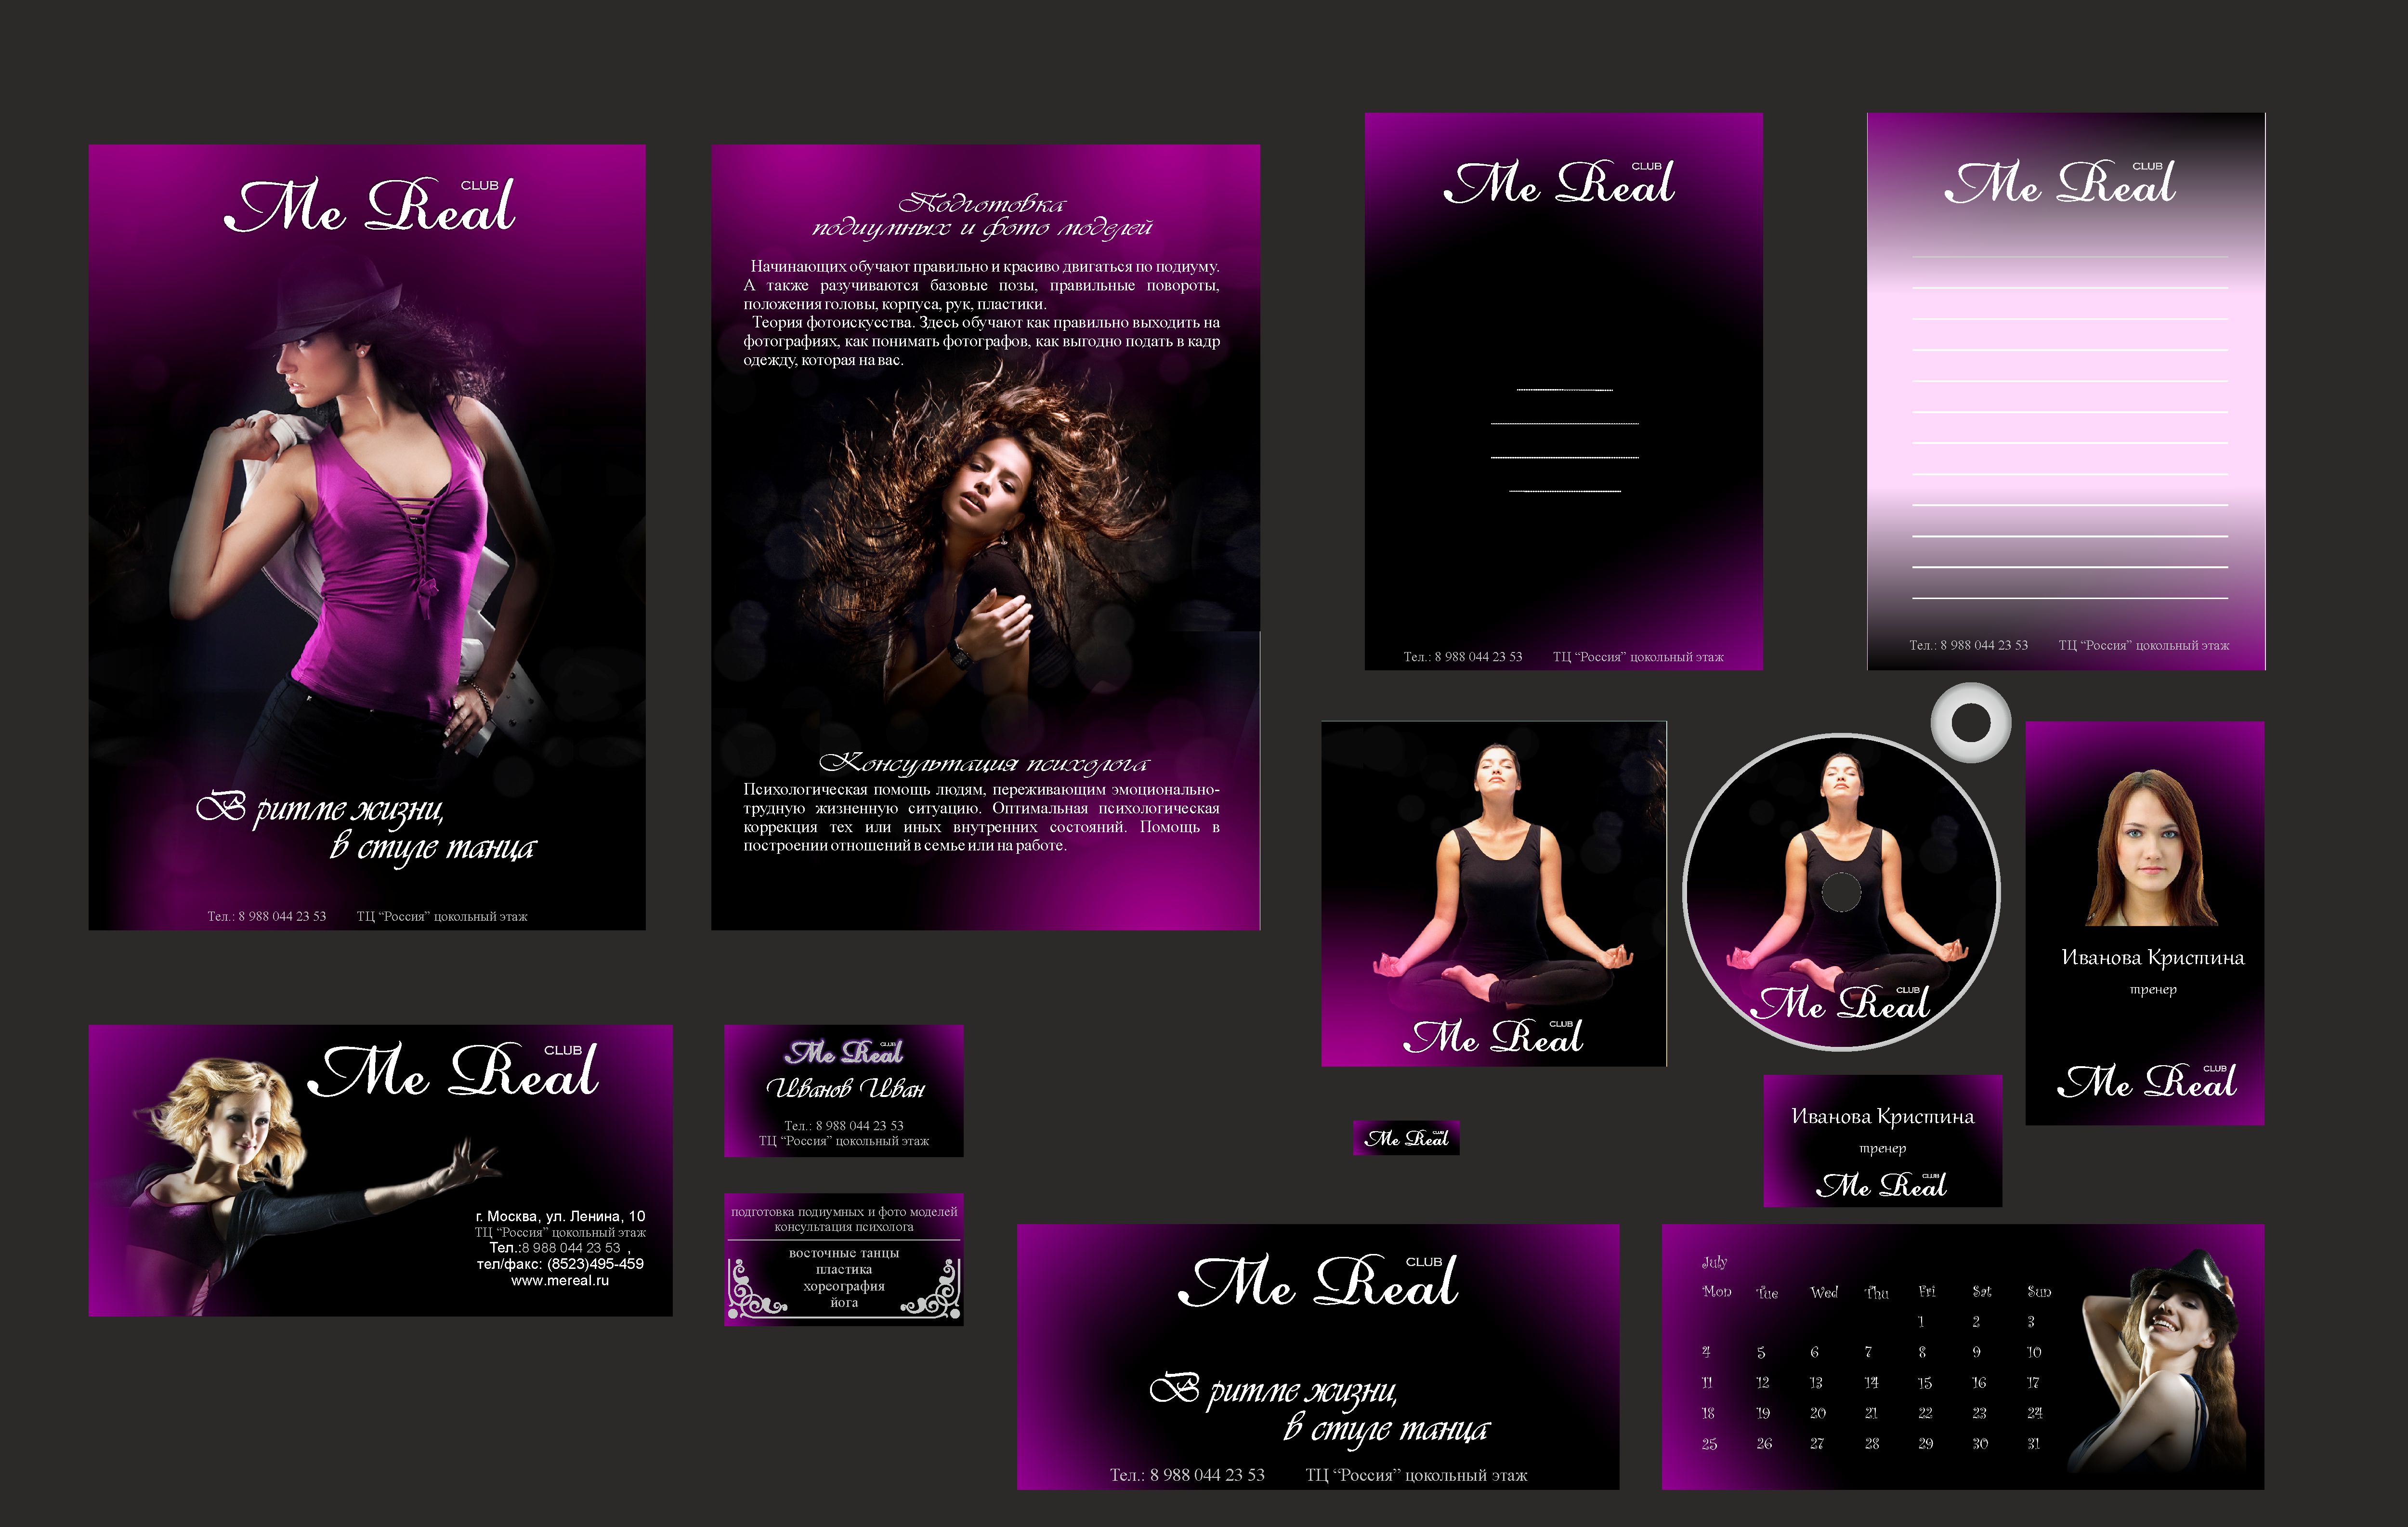 Me Real CLUB
В ритме жизни,
в стиле танца
Тел.: 8 988 044 23 53 ТЦ “Россия” цокольный этаж
Подготовка
подиумных и фото моделей
Начинающих обучают правильно и красиво двигаться по подиуму.
А также разучиваются базовые позы, правильные повороты,
положения головы, корпуса, рук, пластики.
Теория фотоискусства. Здесь обучают как правильно выходить на
фотографиях, как понимать фотографов, как выгодно подать в кадр
одежду, которая на вас.
Консультация психолога
Психологическая помощь людям, переживающим эмоционально-
трудную жизненную ситуацию. Оптимальная психологическая
коррекция тех или иных внутренних состояний. Помощь в
построении отношений в семье или на работе.
Me Real CLUB
Тел.: 8 988 044 23 53 ТЦ “Россия” цокольный этаж
Me Real CLUB
Тел.: 8 988 044 23 53 ТЦ “Россия” цокольный этаж
Me Real CLUB
Me Real CLUB
Иванова Кристина
тренер
Me Real CLUB
Me Real CLUB
г. Москва, ул. Ленина, 10
ТЦ “Россия” цокольный этаж
Тел.:8 988 044 23 53 ,
тел/факс: (8523)495-459
www.mereal.ru
Me Real CLUB
Иванов Иван
Тел.: 8 988 044 23 53
ТЦ “Россия” цокольный этаж
подготовка подиумных и фото моделей
консультация психолога
восточные танцы
пластика
хореография
йога
Me Real CLUB
Иванова Кристина
тренер
Me Real CLUB
Me Real CLUB
В ритме жизни,
в стиле танца
Тел.: 8 988 044 23 53 ТЦ “Россия” цокольный этаж
July
Mon Tue Wed Thu Fri Sat Sun
1 2 3
4 5 6 7 8 9 10
11 12 13 14 15 16 17
18 19 20 21 22 23 24
25 26 27 28 29 30 31